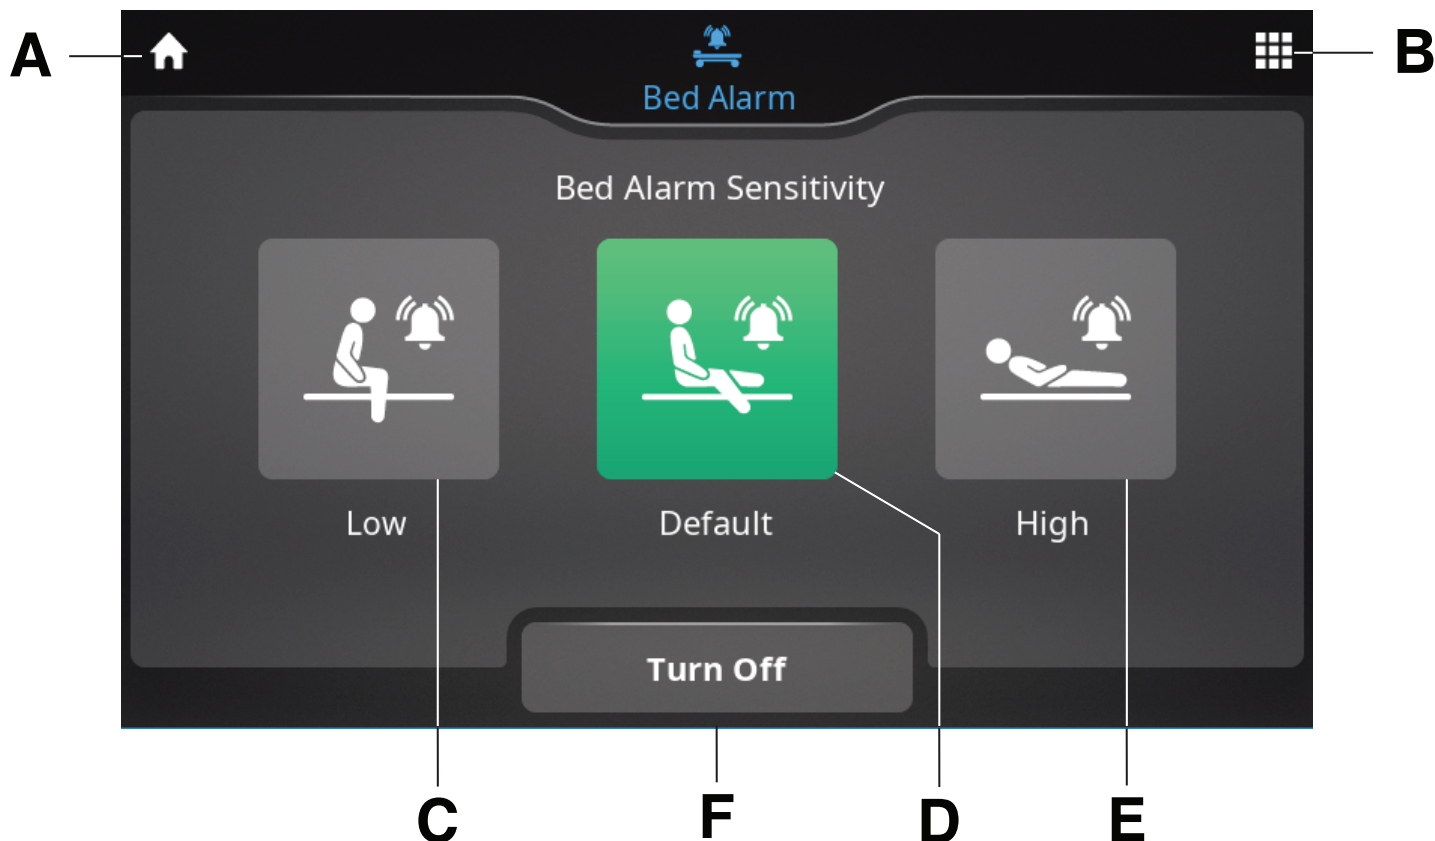 A
B
Bed Alarm
Bed Alarm Sensitivity
Low
Default
High
Turn Off
C
F
D
E